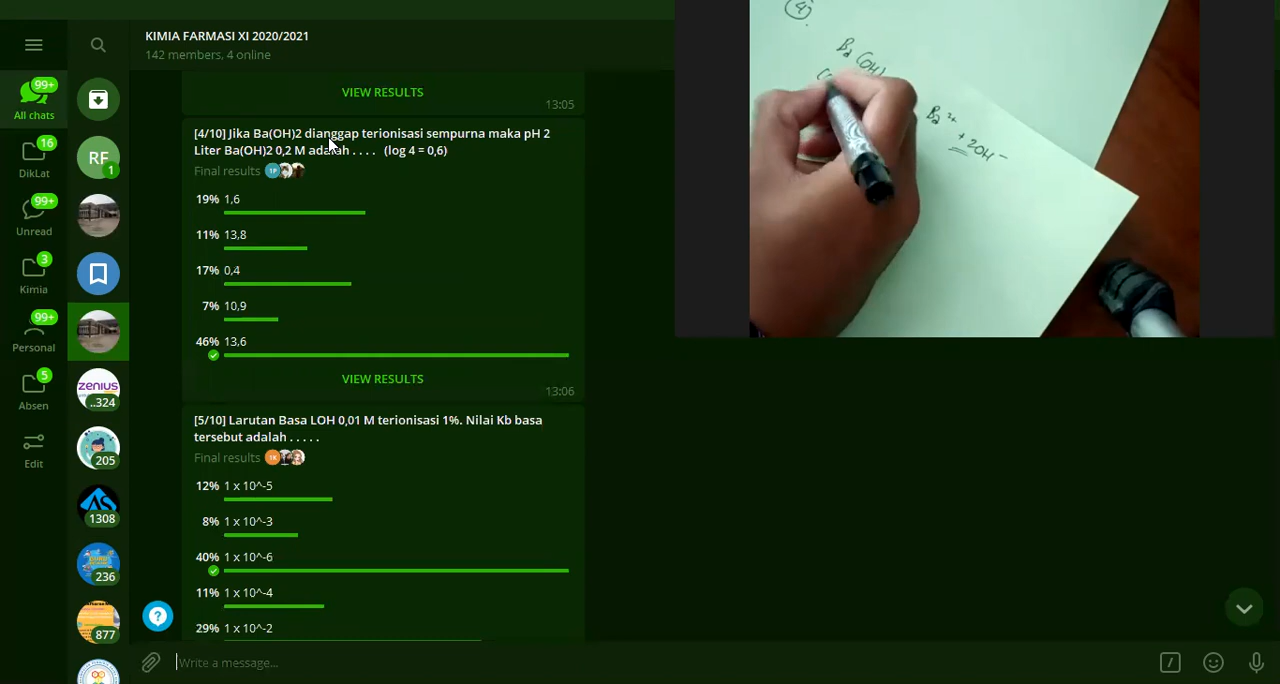 KIMIA FARMASI XI 2020/2021
142 members, 4 online
VIEW RESULTS
13:05
[4/10] Jika Ba(OH)2 dianggap terionisasi sempurna maka pH 2
Liter Ba(OH)2 0,2 M adalah . . . . (log 4 = 0,6)
Final results
19% 1,6
11% 13,8
17% 0,4
7% 10,9
46% 13,6
VIEW RESULTS
13:06
[5/10] Larutan Basa LOH 0,01 M terionisasi 1%. Nilai Kb basa
tersebut adalah . . . . .
Final results
12% 1 x 10^-5
8% 1 x 10^-3
40% 1 x 10^-6
11% 1 x 10^-4
29% 1 x 10^-2
Write a message...
99+
All chats
16
DikLat
99+
Unread
3
Kimia
99+
Personal
5
Absen
Edit
RF
1
zenius
..324
205
1308
236
877
4
Ba(OH)
Ba2+ + 2OH-